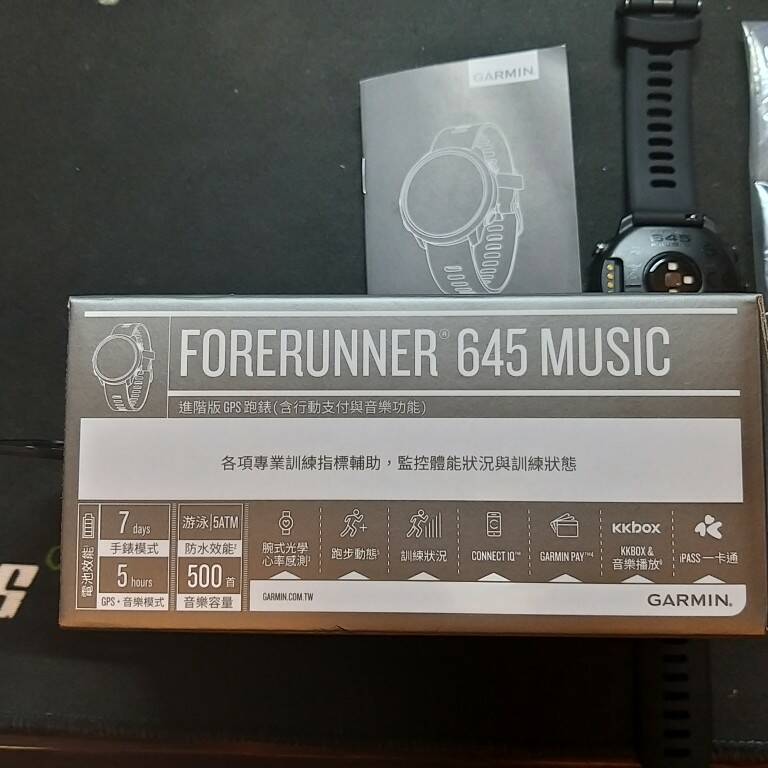 GARMIN
645
FORERUNNER® 645 MUSIC
進階版 GPS 跑錶(含行動支付與音樂功能)
各項專業訓練指標輔助，監控體能狀況與訓練狀態
電池效能
7 days
手錶模式
5 hours
GPS・音樂模式
游泳|5ATM
防水效能
500 首
音樂容量
腕式光學
心率感測
跑步動態
訓練狀況
CONNECT IQ™
GARMIN PAY™
KKBOX
KKBOX &
音樂播放
iPASS 一卡通
GARMIN.COM.TW
GARMIN.
S